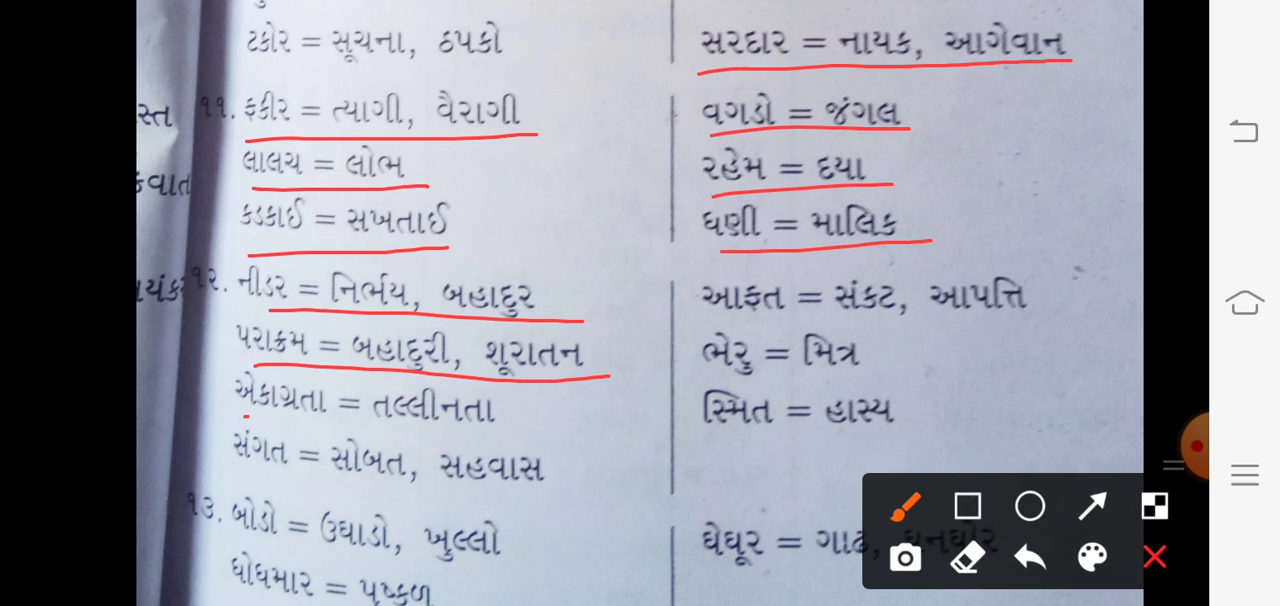 ટકોર = સૂચના, ઠપકો
સરદાર = નાયક, આગેવાન
સ્ત
૧૧. ફકીર = ત્યાગી, વૈરાગી
વગડો = જંગલ
લાલચ = લોભ
રહેમ = દયા
કડકાઈ = સખતાઈ
ધણી = માલિક
૧૨. નીડર = નિર્ભય, બહાદુર
આફત = સંકટ, આપત્તિ
પરાક્રમ = બહાદુરી, શૂરાતન
ભેરુ = મિત્ર
એકાગ્રતા = તલ્લીનતા
સ્મિત = હાસ્ય
સંગત = સોબત, સહવાસ
૧૩. બોડો = ઉઘાડો, ખુલ્લો
ઘેઘૂર = ગાઢ, ઘનઘોર
ધોધમાર = પુષ્કળ